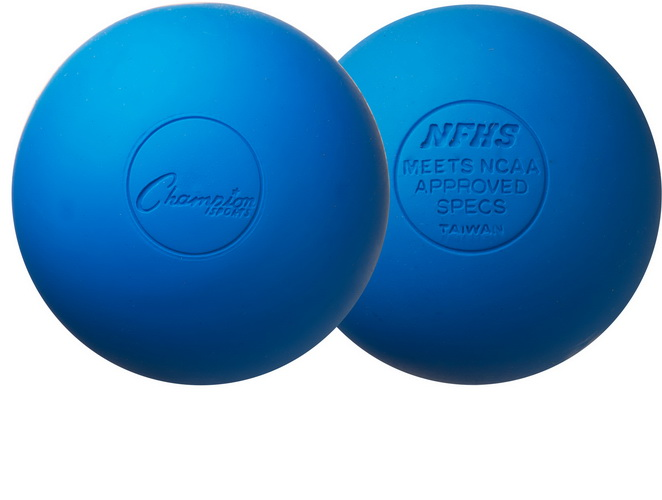 Champion
SPORTS
NFHS
MEETS NCAA
APPROVED
SPECS
TAIWAN